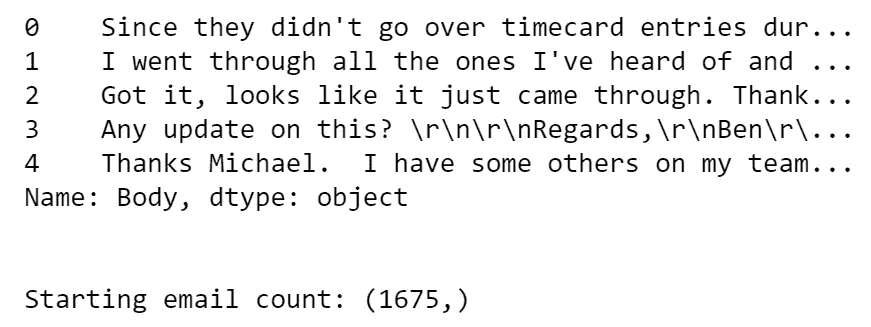 0    Since they didn't go over timecard entries dur...
1    I went through all the ones I've heard of and ...
2    Got it, looks like it just came through. Thank...
3    Any update on this? \r\n\r\nRegards,\r\nBen\r\...
4    Thanks Michael.  I have some others on my team...
Name: Body, dtype: object
Starting email count: (1675,)